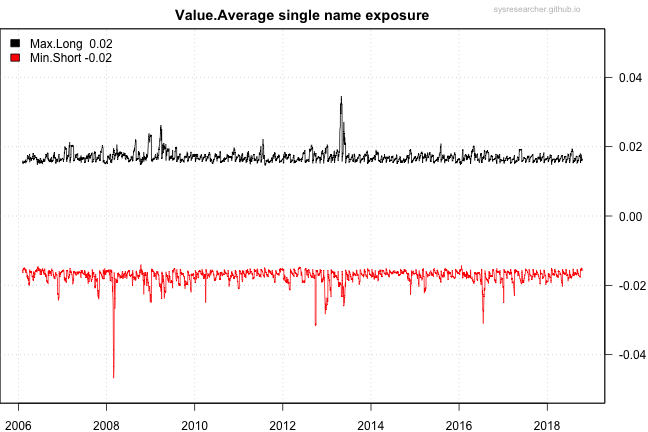 Value.Average single name exposure
sysresearcher.github.io
Max.Long 0.02
Min.Short -0.02
0.04
0.02
0.00
-0.02
-0.04
2006 2008 2010 2012 2014 2016 2018